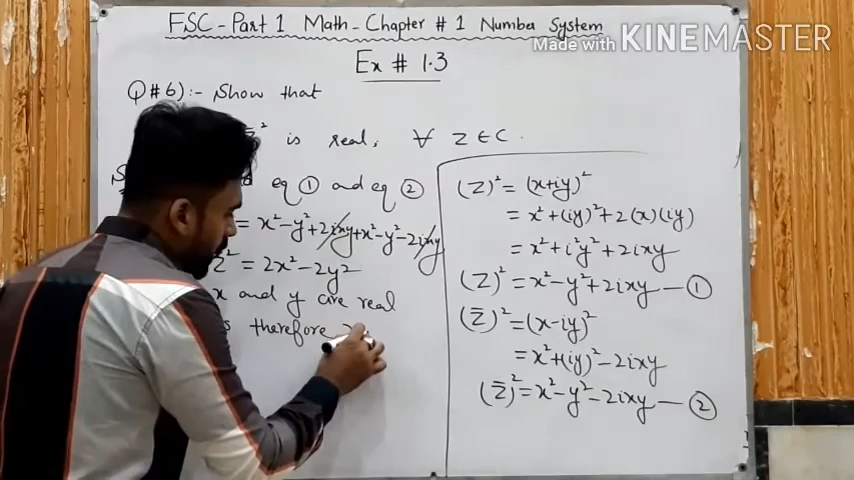 FSC-Part 1 Math-Chapter # 1 Number System
Made with KINEMASTER
Ex # 1.3
Q#6):- Show that
² is real, ∀ Z ∈ C.
eq ① and eq ②
= x²-y²+2ixy+x²-y²-2ixy
² = 2x²-2y²
x and y are real
therefore
(Z)² = (x+iy)²
= x²+(iy)²+2(x)(iy)
= x²+i²y²+2ixy
(Z)² = x²-y²+2ixy — ①
(Z̄)² = (x-iy)²
= x²+(iy)²-2ixy
(Z̄)² = x²-y²-2ixy — ②